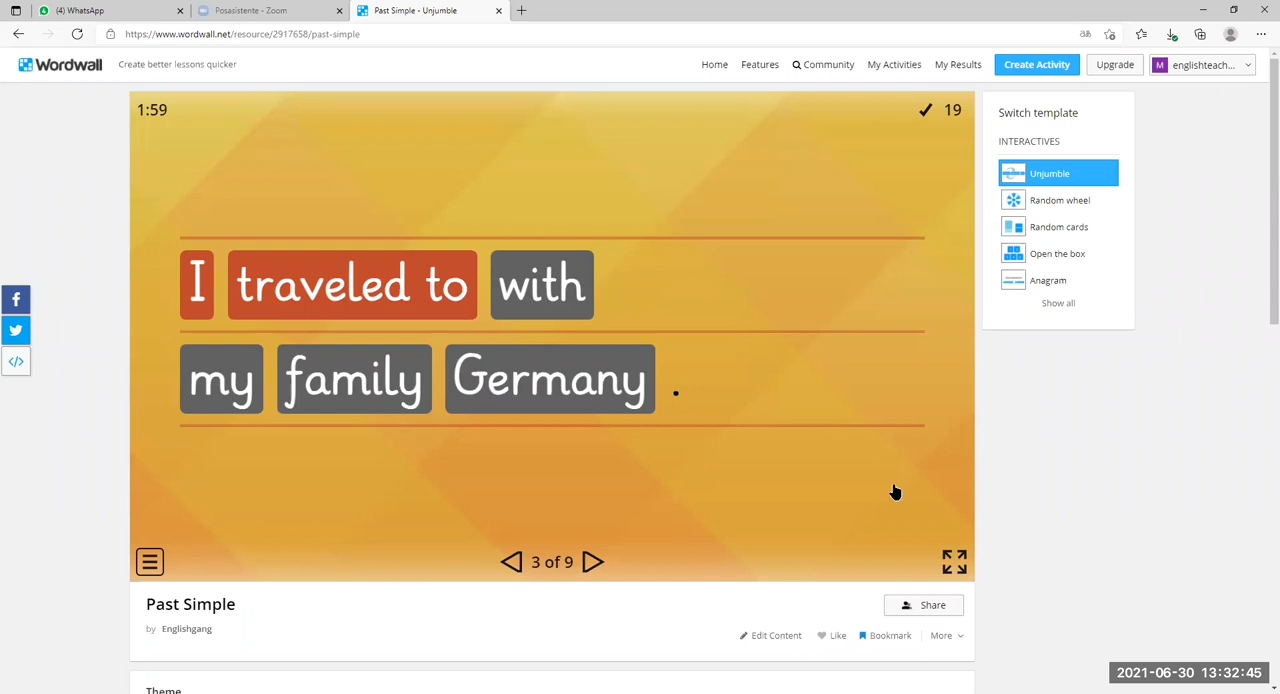 (4) WhatsApp
Posasistente - Zoom
Past Simple - Unjumble
https://www.wordwall.net/resource/2917658/past-simple
Wordwall
Create better lessons quicker
Home
Features
Community
My Activities
My Results
Create Activity
Upgrade
M
englishteach...
1:59
19
I traveled to with
my family Germany .
3 of 9
Switch template
INTERACTIVES
Unjumble
Random wheel
Random cards
Open the box
Anagram
Show all
Past Simple
by Englishgang
Share
Edit Content
Like
Bookmark
More
Theme
2021-06-30 13:32:45